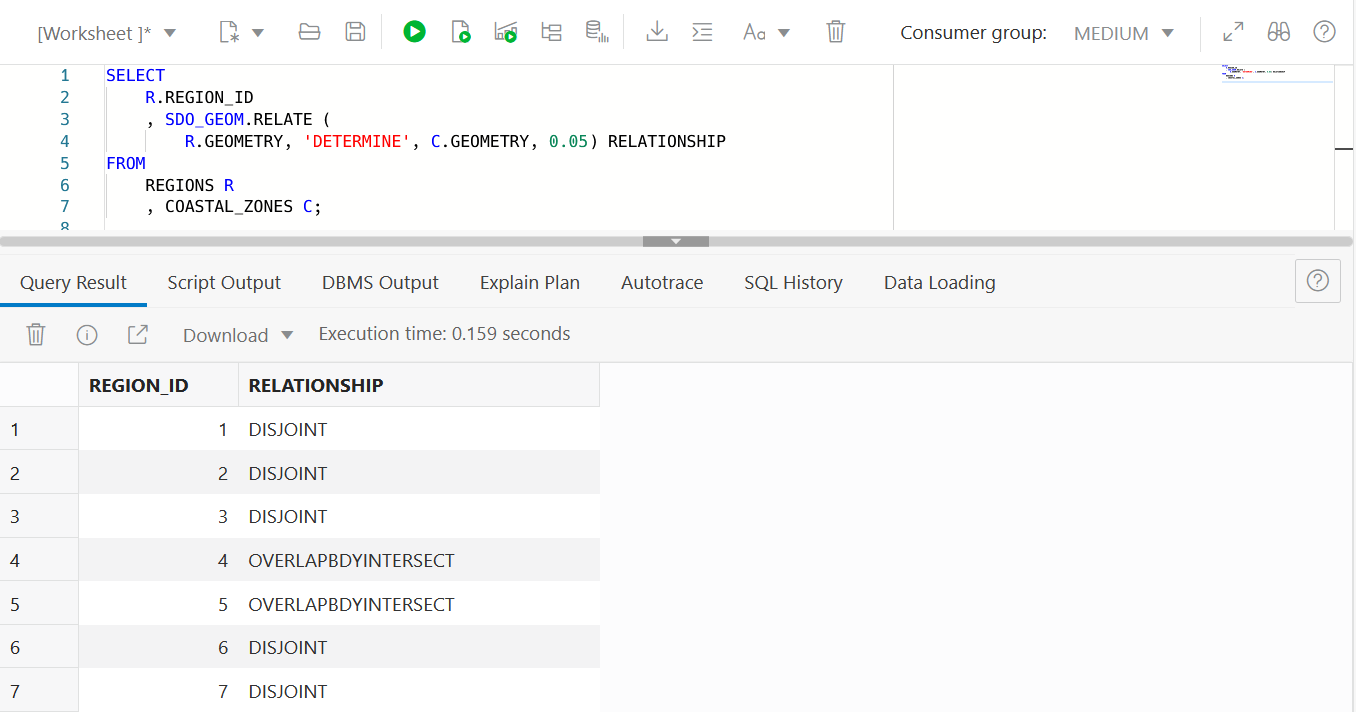 [Worksheet ]* Aa Consumer group: MEDIUM
1 SELECT
2 R.REGION_ID
3 , SDO_GEOM.RELATE (
4 R.GEOMETRY, 'DETERMINE', C.GEOMETRY, 0.05) RELATIONSHIP
5 FROM
6 REGIONS R
7 , COASTAL_ZONES C;
8
Query Result Script Output DBMS Output Explain Plan Autotrace SQL History Data Loading
Download Execution time: 0.159 seconds
REGION_ID RELATIONSHIP
1 1 DISJOINT
2 2 DISJOINT
3 3 DISJOINT
4 4 OVERLAPBDYINTERSECT
5 5 OVERLAPBDYINTERSECT
6 6 DISJOINT
7 7 DISJOINT